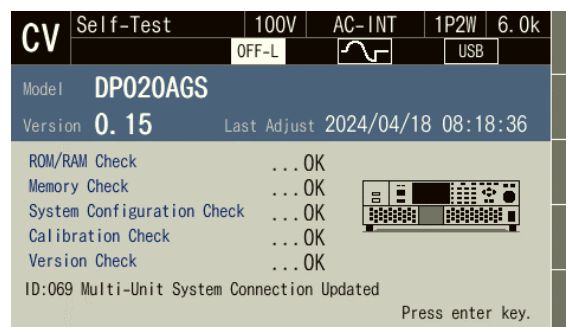 CV Self-Test 100V AC-INT 1P2W 6.0k
OFF-L USB
Model DP020AGS
Version 0.15 Last Adjust 2024/04/18 08:18:36
ROM/RAM Check ...OK
Memory Check ...OK
System Configuration Check ...OK
Calibration Check ...OK
Version Check ...OK
ID:069 Multi-Unit System Connection Updated
Press enter key.